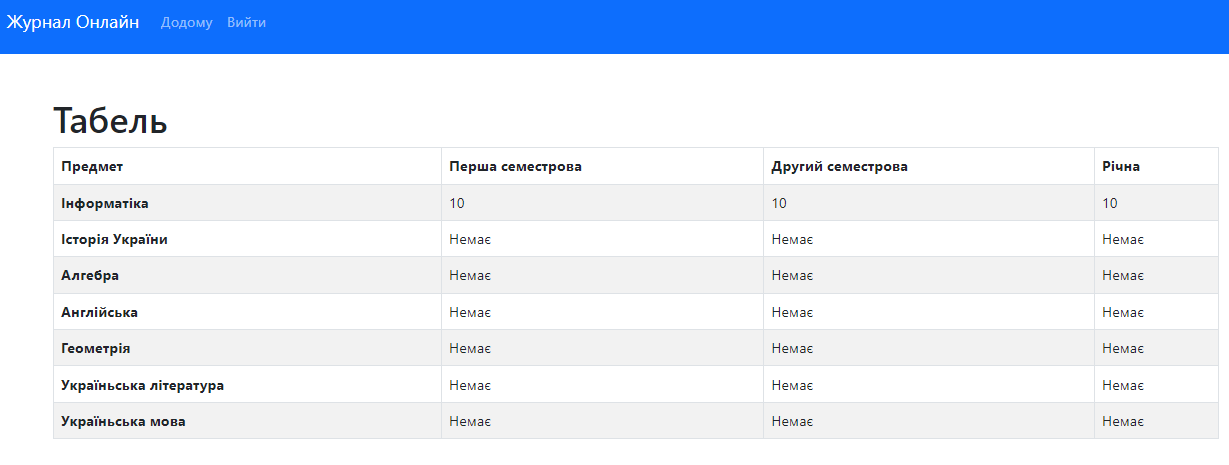 Журнал Онлайн Додому Вийти
Табель
Предмет Перша семестрова Другий семестрова Річна
Інформатіка 10 10 10
Історія України Немає Немає Немає
Алгебра Немає Немає Немає
Англійська Немає Немає Немає
Геометрія Немає Немає Немає
Украіньська література Немає Немає Немає
Украіньська мова Немає Немає Немає